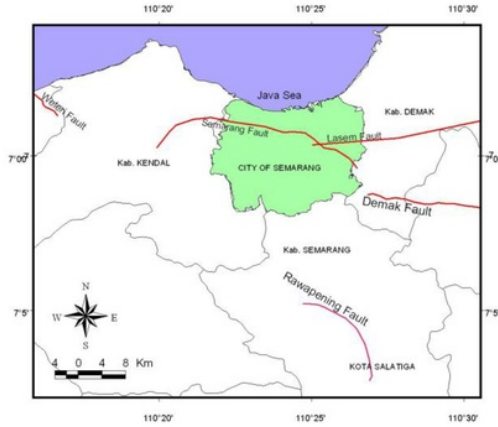 110°20'
110°25'
110°30'
Java Sea
Weteri Fault
Kab. DEMAK
Semarang Fault
Lasem Fault
7°00'
7°0
Kab. KENDAL
CITY OF SEMARANG
Demak Fault
Kab. SEMARANG
N
Rawapening Fault
7°5'
7°5
W
E
S
4 0 4 8 Km
KOTA SALATIGA
110°20'
110°25'
110°30'